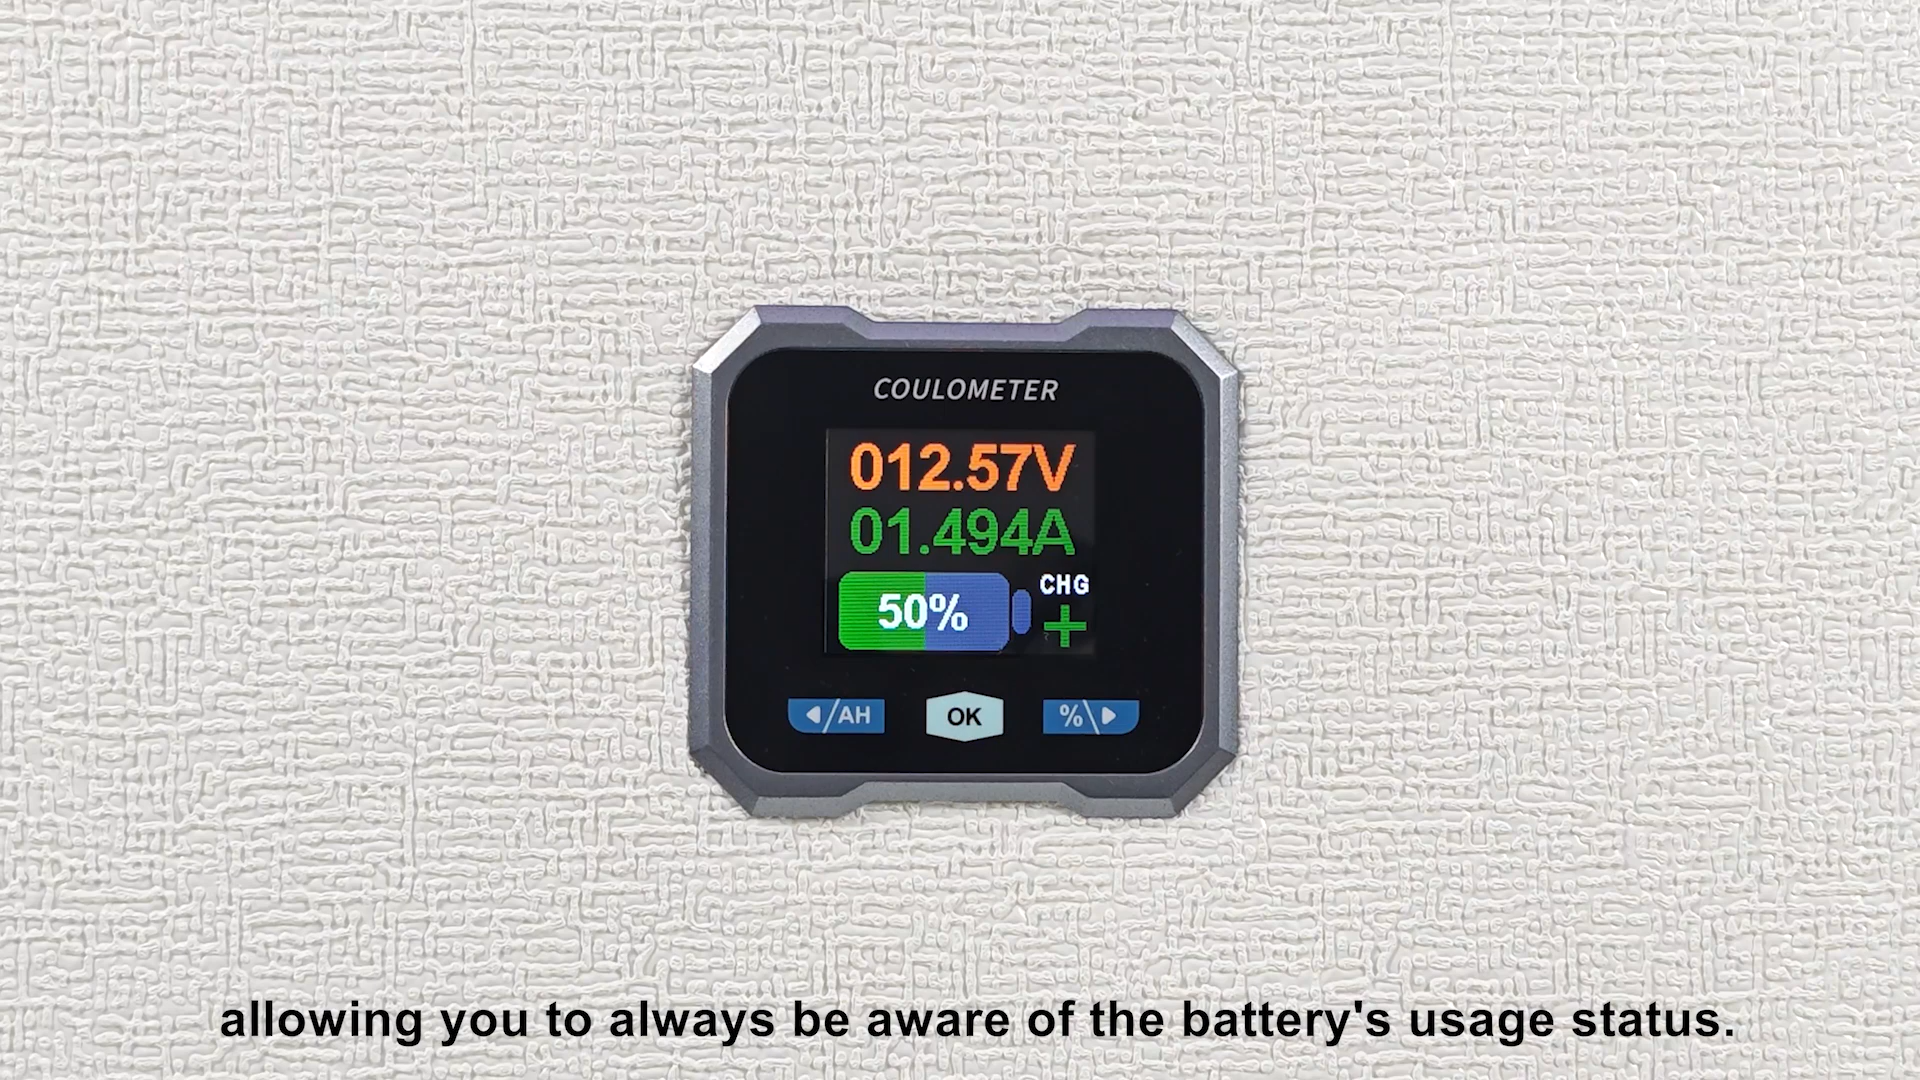 COULOMETER
012.57V
01.494A
50%
CHG
+
◀/AH
OK
%\▶
allowing you to always be aware of the battery's usage status.